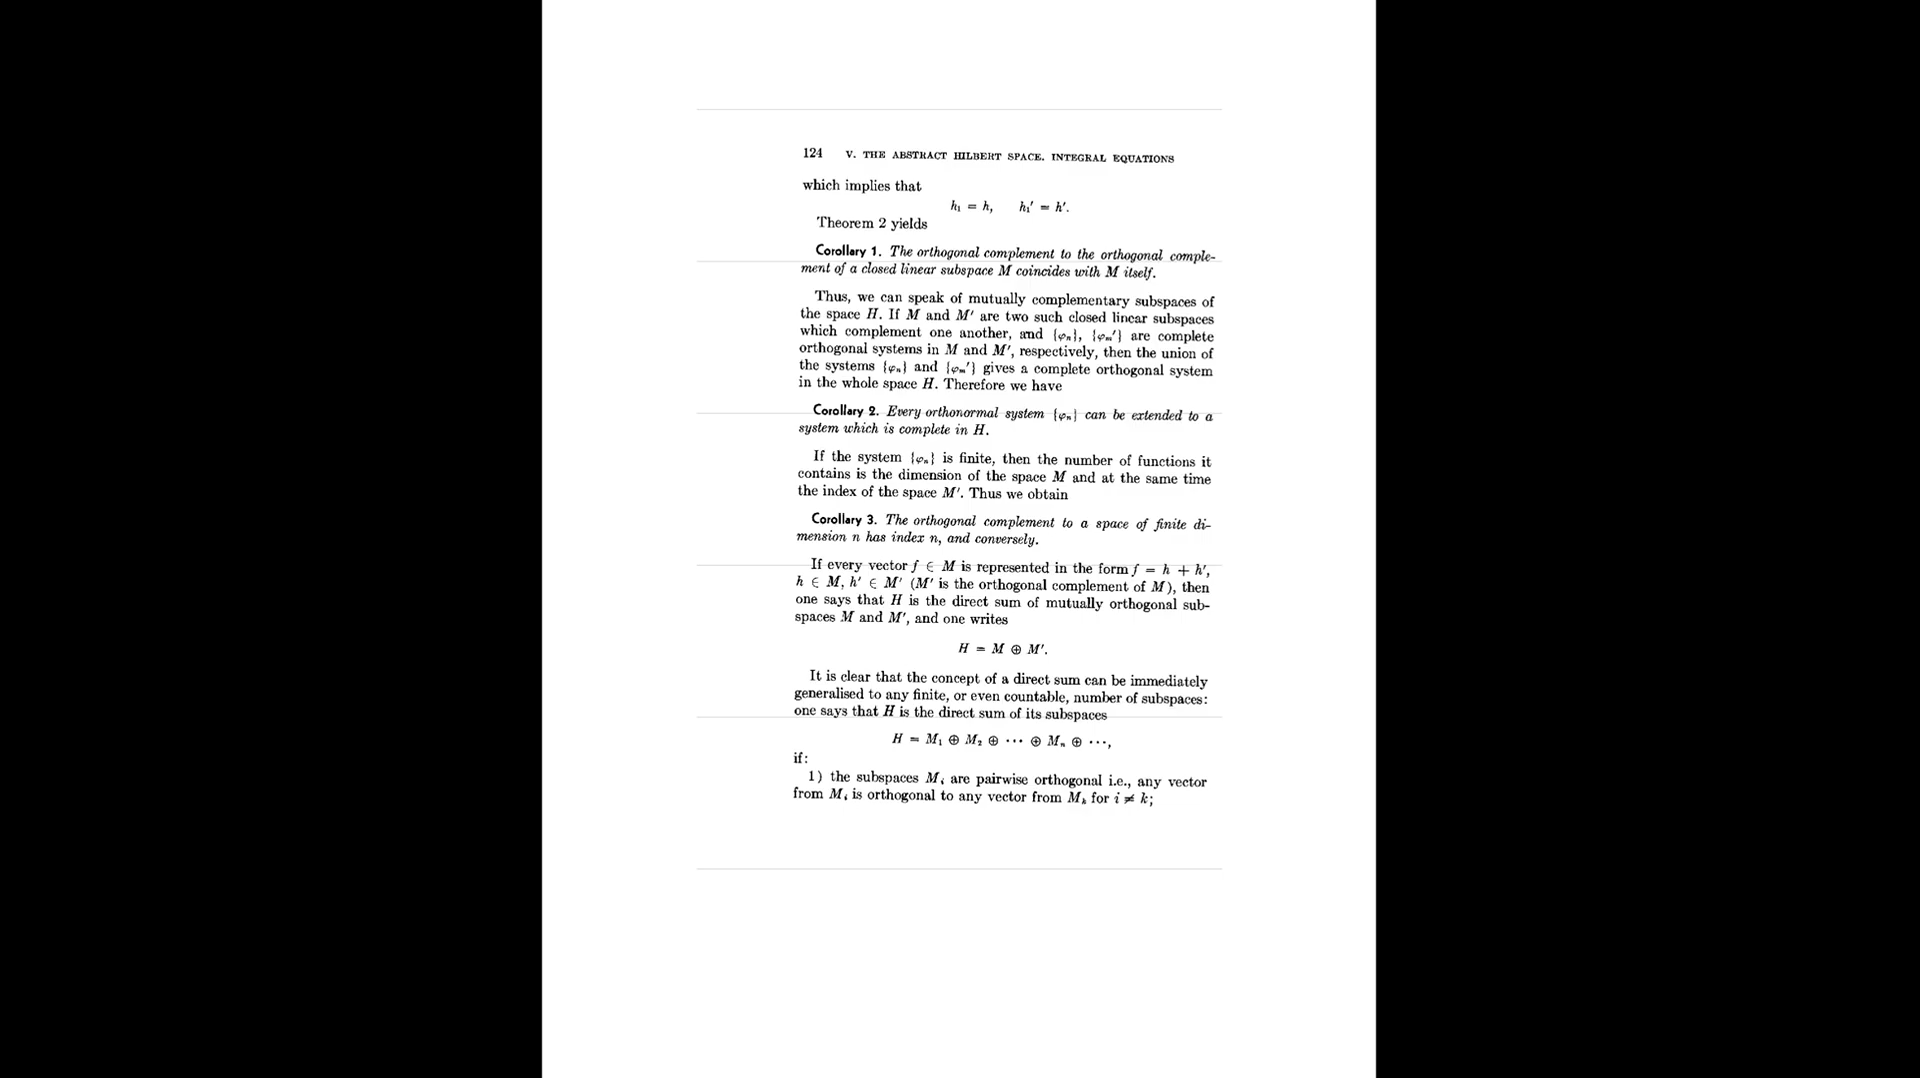 124 V. THE ABSTRACT HILBERT SPACE. INTEGRAL EQUATIONS
which implies that
h₁ = h, h₁′ = h′.
Theorem 2 yields
Corollary 1. The orthogonal complement to the orthogonal comple-
ment of a closed linear subspace M coincides with M itself.
Thus, we can speak of mutually complementary subspaces of
the space H. If M and M′ are two such closed linear subspaces
which complement one another, and {φₙ}, {φₘ′} are complete
orthogonal systems in M and M′, respectively, then the union of
the systems {φₙ} and {φₘ′} gives a complete orthogonal system
in the whole space H. Therefore we have
Corollary 2. Every orthonormal system {φₙ} can be extended to a
system which is complete in H.
If the system {φₙ} is finite, then the number of functions it
contains is the dimension of the space M and at the same time
the index of the space M′. Thus we obtain
Corollary 3. The orthogonal complement to a space of finite di-
mension n has index n, and conversely.
If every vector f ∈ M is represented in the form f = h + h′,
h ∈ M, h′ ∈ M′ (M′ is the orthogonal complement of M), then
one says that H is the direct sum of mutually orthogonal sub-
spaces M and M′, and one writes
H = M ⊕ M′.
It is clear that the concept of a direct sum can be immediately
generalised to any finite, or even countable, number of subspaces:
one says that H is the direct sum of its subspaces
H = M₁ ⊕ M₂ ⊕ ··· ⊕ Mₙ ⊕ ···,
if:
1) the subspaces Mᵢ are pairwise orthogonal i.e., any vector
from Mᵢ is orthogonal to any vector from Mₖ for i ≠ k;